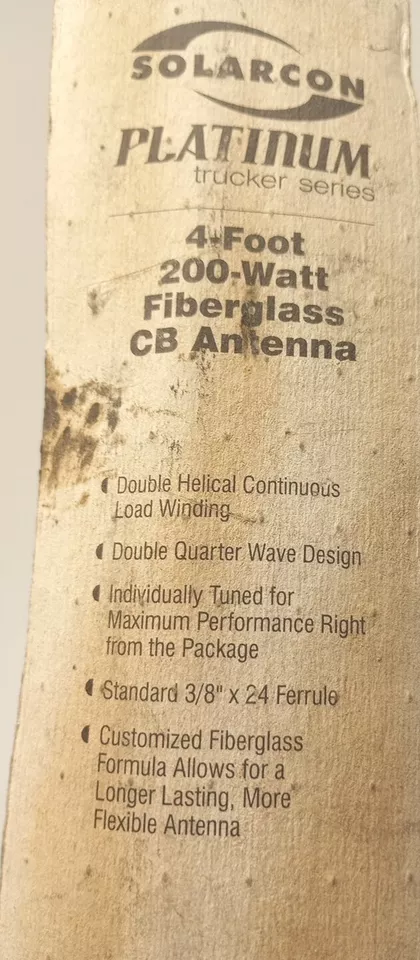 SOLARCON
PLATINUM
trucker series
4-Foot
200-Watt
Fiberglass
CB Antenna
Double Helical Continuous
Load Winding
Double Quarter Wave Design
Individually Tuned for
Maximum Performance Right
from the Package
Standard 3/8" x 24 Ferrule
Customized Fiberglass
Formula Allows for a
Longer Lasting, More
Flexible Antenna